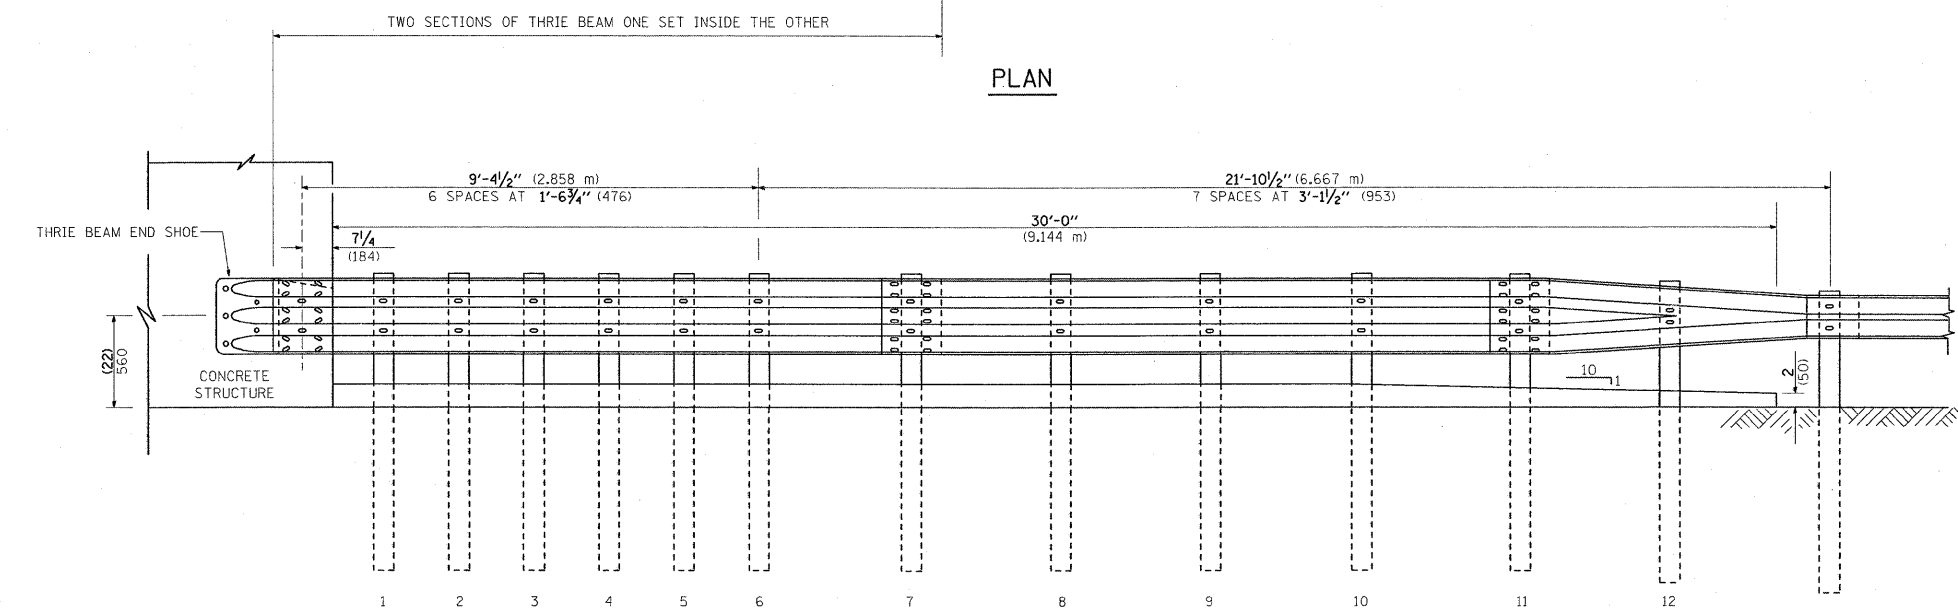 TWO SECTIONS OF THRIE BEAM ONE SET INSIDE THE OTHER
PLAN
9'-4½" (2.858 m)
6 SPACES AT 1'-6¾" (476)
21'-10½" (6.667 m)
7 SPACES AT 3'-1½" (953)
30'-0"
(9.144 m)
THRIE BEAM END SHOE
7¼
(184)
(22)
560
CONCRETE
STRUCTURE
10
1
2
(50)
1 2 3 4 5 6 7 8 9 10 11 12